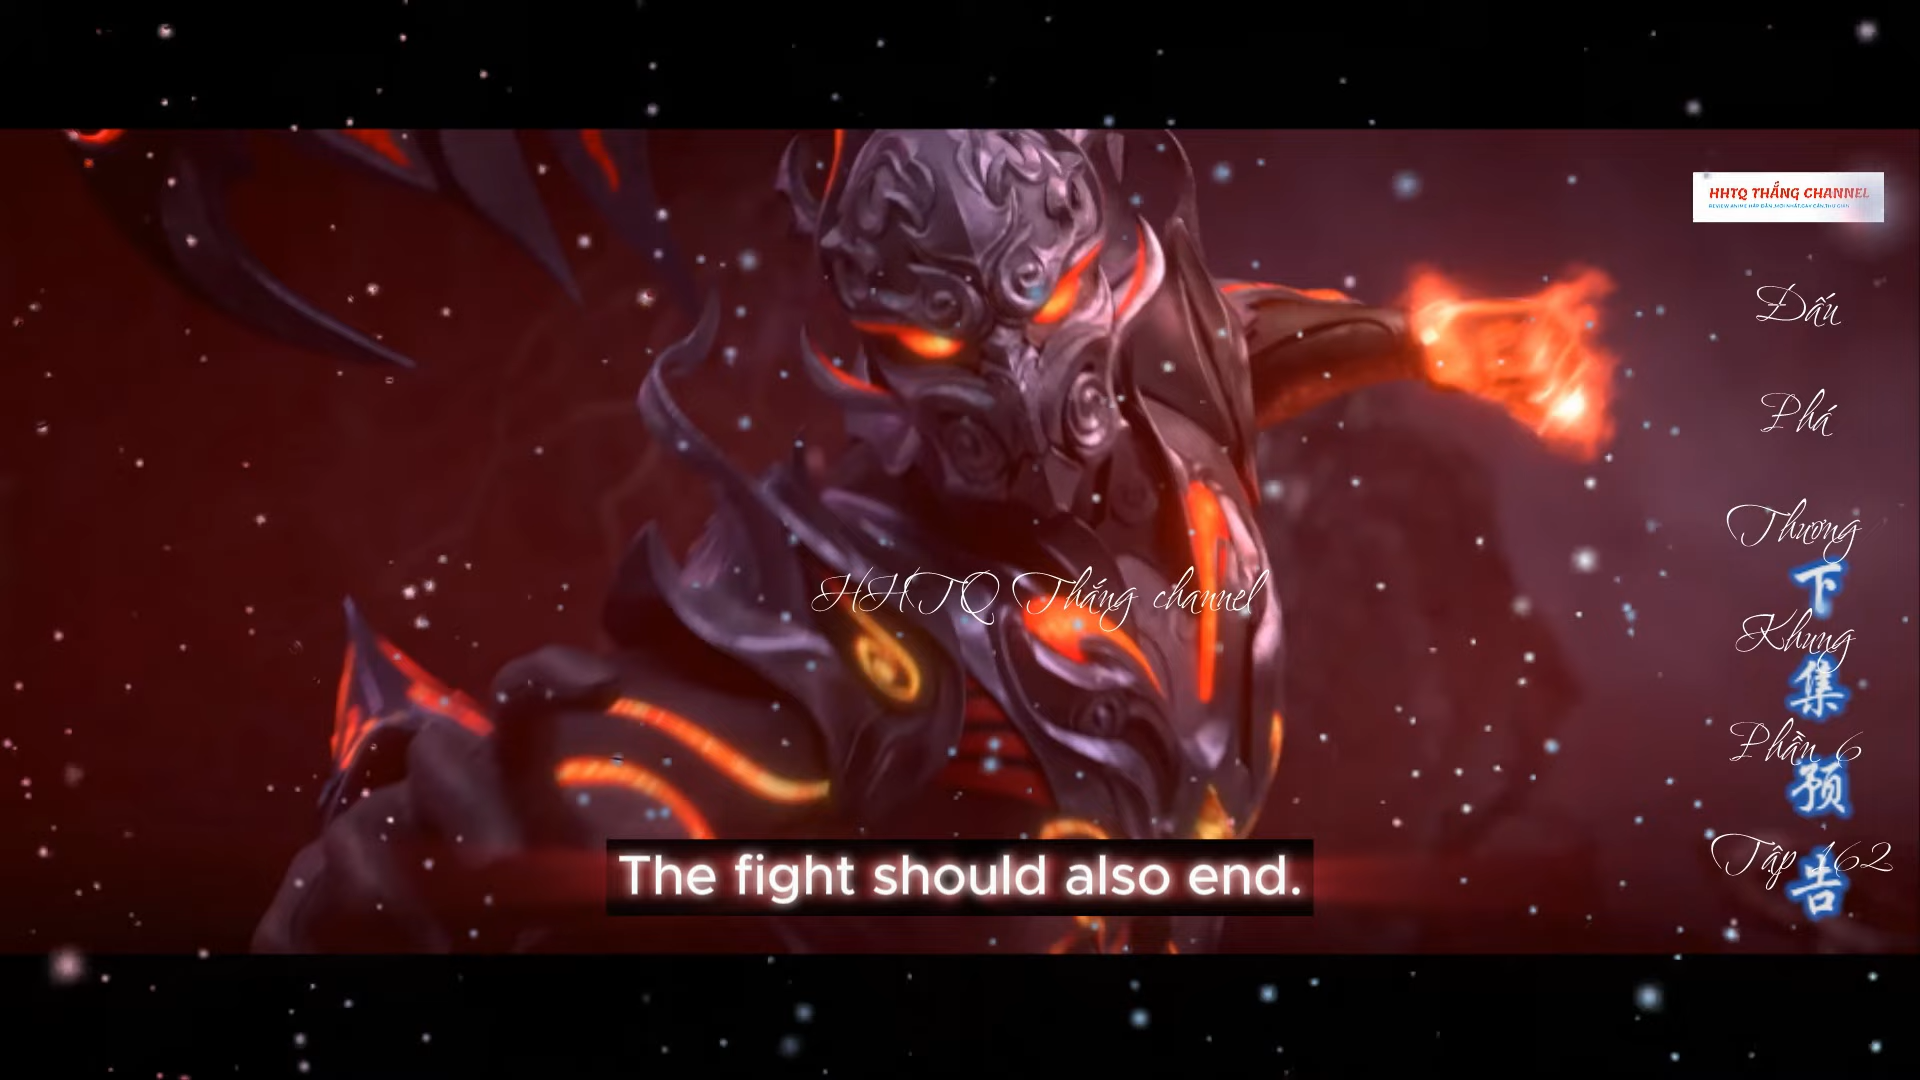 HHTQ THẮNG CHANNEL
Dấu
Phá
Thương
Khung
Phần 6
Tập 162
下
集
预
告
HHTQ Thắng channel
The fight should also end.